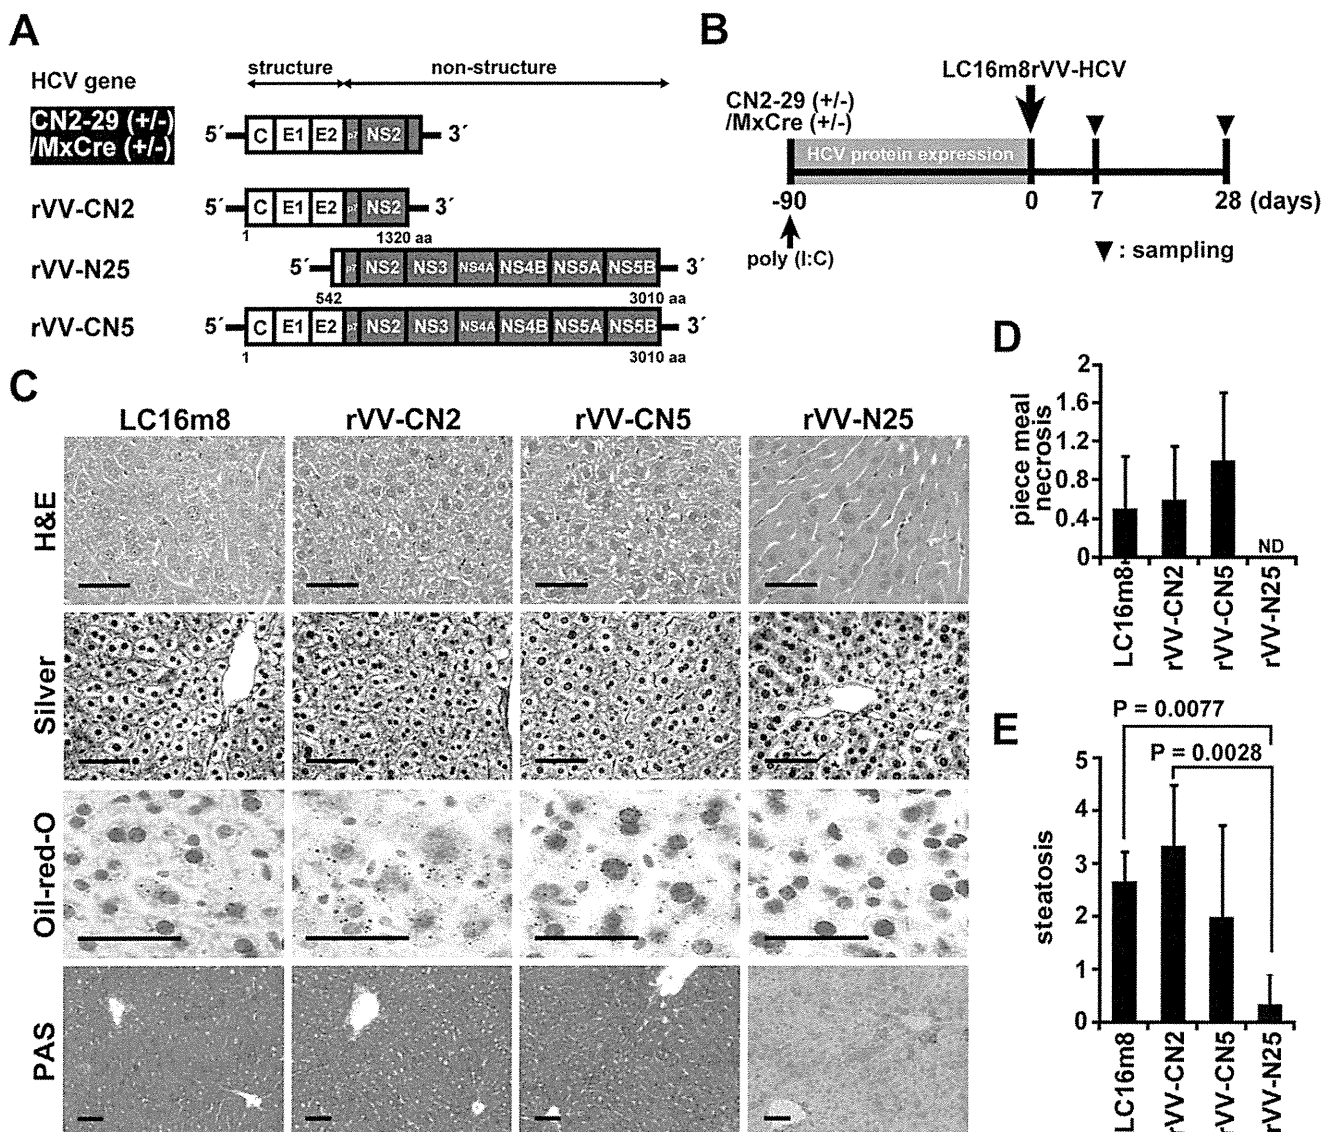 A
HCV gene
structure
non-structure
CN2-29 (+/-)
/MxCre (+/-)
5´ C E1 E2 p7 NS2 3´
rVV-CN2
5´ C E1 E2 p7 NS2 3´
1 1320 aa
rVV-N25
5´ p7 NS2 NS3 NS4A NS4B NS5A NS5B 3´
542 3010 aa
rVV-CN5
5´ C E1 E2 p7 NS2 NS3 NS4A NS4B NS5A NS5B 3´
1 3010 aa
B
LC16m8rVV-HCV
CN2-29 (+/-)
/MxCre (+/-)
HCV protein expression
-90 0 7 28 (days)
poly (I:C)
▼: sampling
C
LC16m8 rVV-CN2 rVV-CN5 rVV-N25
H&E
Silver
Oil-red-O
PAS
D
piece meal
necrosis
2
1.6
1.2
0.8
0.4
0
ND
LC16m8
rVV-CN2
rVV-CN5
rVV-N25
E
P = 0.0077
P = 0.0028
steatosis
5
4
3
2
1
0
LC16m8
rVV-CN2
rVV-CN5
rVV-N25